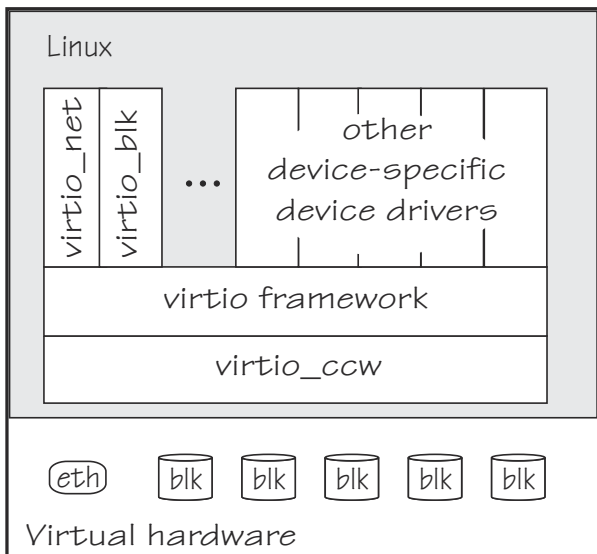 Linux
virtio_net
virtio_blk
...
other
device-specific
device drivers
virtio framework
virtio_ccw
eth
blk
blk
blk
blk
blk
Virtual hardware